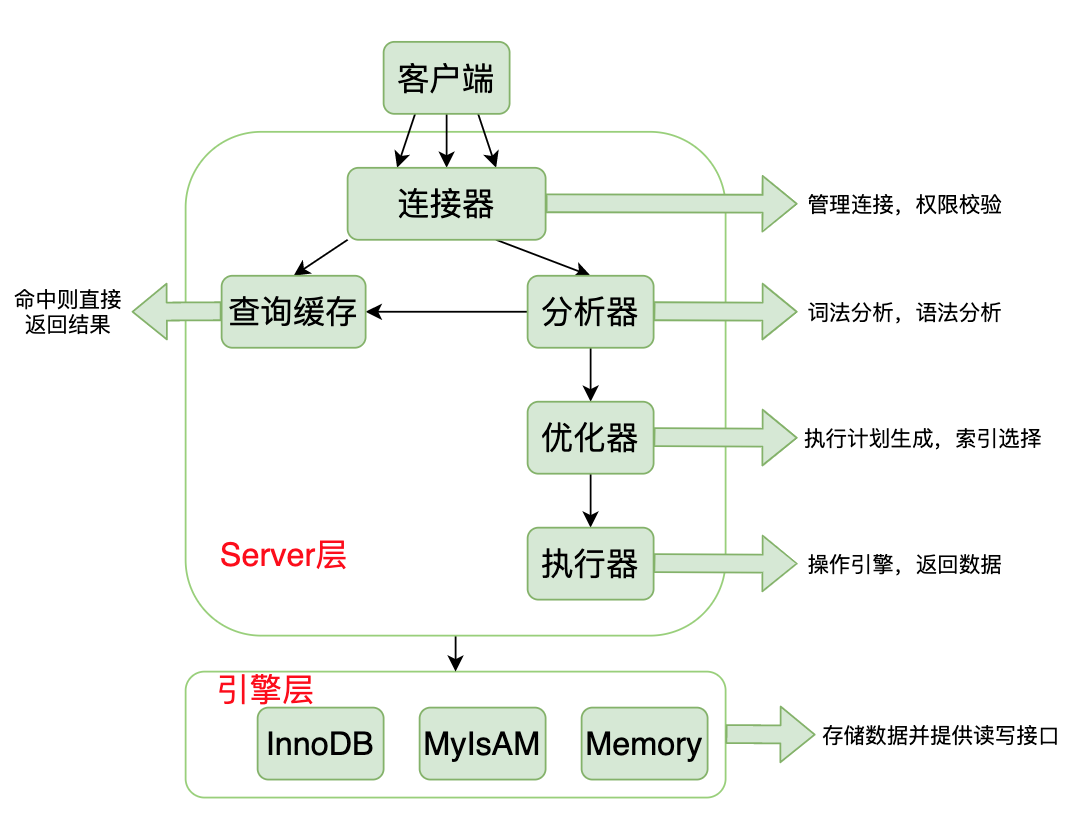 客户端
连接器
管理连接，权限校验
命中则直接
返回结果
查询缓存
分析器
词法分析，语法分析
优化器
执行计划生成，索引选择
Server层
执行器
操作引擎，返回数据
引擎层
InnoDB
MyIsAM
Memory
存储数据并提供读写接口